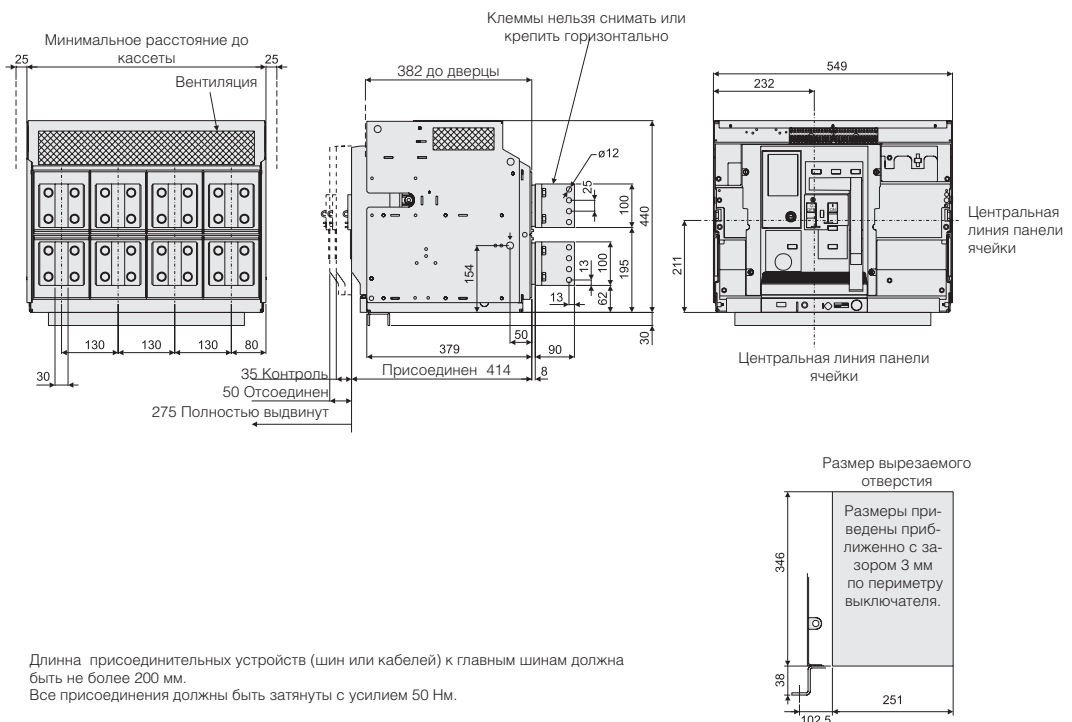 Клеммы нельзя снимать или
крепить горизонтально
Минимальное расстояние до
кассеты
25
25
Вентиляция
382 до дверцы
549
232
ø12
25
100
440
195
13
100
62
13
154
50
379
90
30
8
130
130
130
80
30
35 Контроль
Присоединен 414
50 Отсоединен
275 Полностью выдвинут
211
Центральная
линия панели
ячейки
Центральная линия панели
ячейки
Размер вырезаемого
отверстия
Размеры при-
ведены приб-
лиженно с за-
зором 3 мм
по периметру
выключателя.
346
38
251
102.5
Длинна присоединительных устройств (шин или кабелей) к главным шинам должна
быть не более 200 мм.
Все присоединения должны быть затянуты с усилием 50 Нм.